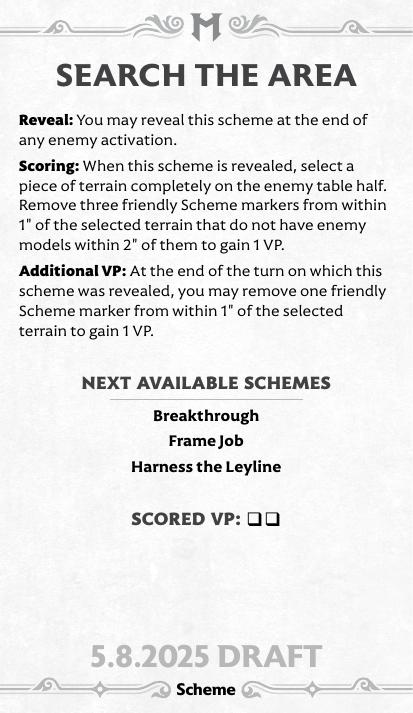 M
SEARCH THE AREA
Reveal: You may reveal this scheme at the end of
any enemy activation.
Scoring: When this scheme is revealed, select a
piece of terrain completely on the enemy table half.
Remove three friendly Scheme markers from within
1" of the selected terrain that do not have enemy
models within 2" of them to gain 1 VP.
Additional VP: At the end of the turn on which this
scheme was revealed, you may remove one friendly
Scheme marker from within 1" of the selected
terrain to gain 1 VP.
NEXT AVAILABLE SCHEMES
Breakthrough
Frame Job
Harness the Leyline
SCORED VP: ❏❏
5.8.2025 DRAFT
Scheme